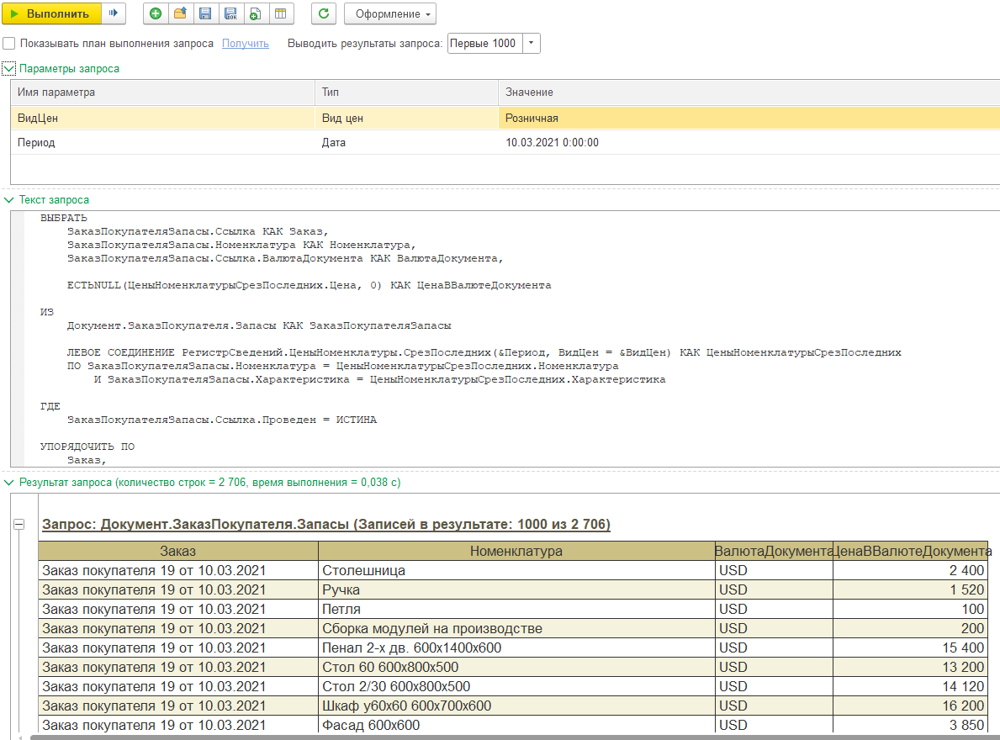 Выполнить
Оформление
Показывать план выполнения запроса Получить Выводить результаты запроса: Первые 1000
Параметры запроса
Имя параметра Тип Значение
ВидЦен Вид цен Розничная
Период Дата 10.03.2021 0:00:00
Текст запроса
ВЫБРАТЬ
ЗаказПокупателяЗапасы.Ссылка КАК Заказ,
ЗаказПокупателяЗапасы.Номенклатура КАК Номенклатура,
ЗаказПокупателяЗапасы.Ссылка.ВалютаДокумента КАК ВалютаДокумента,
ЕСТЬNULL(ЦеныНоменклатурыСрезПоследних.Цена, 0) КАК ЦенаВВалютеДокумента
ИЗ
Документ.ЗаказПокупателя.Запасы КАК ЗаказПокупателяЗапасы
ЛЕВОЕ СОЕДИНЕНИЕ РегистрСведений.ЦеныНоменклатуры.СрезПоследних(&Период, ВидЦен = &ВидЦен) КАК ЦеныНоменклатурыСрезПоследних
ПО ЗаказПокупателяЗапасы.Номенклатура = ЦеныНоменклатурыСрезПоследних.Номенклатура
И ЗаказПокупателяЗапасы.Характеристика = ЦеныНоменклатурыСрезПоследних.Характеристика
ГДЕ
ЗаказПокупателяЗапасы.Ссылка.Проведен = ИСТИНА
УПОРЯДОЧИТЬ ПО
Заказ,
Результат запроса (количество строк = 2 706, время выполнения = 0,038 с)
Запрос: Документ.ЗаказПокупателя.Запасы (Записей в результате: 1000 из 2 706)
Заказ Номенклатура ВалютаДокумента ЦенаВВалютеДокумента
Заказ покупателя 19 от 10.03.2021 Столешница USD 2 400
Заказ покупателя 19 от 10.03.2021 Ручка USD 1 520
Заказ покупателя 19 от 10.03.2021 Петля USD 100
Заказ покупателя 19 от 10.03.2021 Сборка модулей на производстве USD 200
Заказ покупателя 19 от 10.03.2021 Пенал 2-х дв. 600х1400х600 USD 15 400
Заказ покупателя 19 от 10.03.2021 Стол 60 600х800х500 USD 13 200
Заказ покупателя 19 от 10.03.2021 Стол 2/30 600х800х500 USD 14 120
Заказ покупателя 19 от 10.03.2021 Шкаф у60х60 600х700х600 USD 16 200
Заказ покупателя 19 от 10.03.2021 Фасад 600х600 USD 3 850